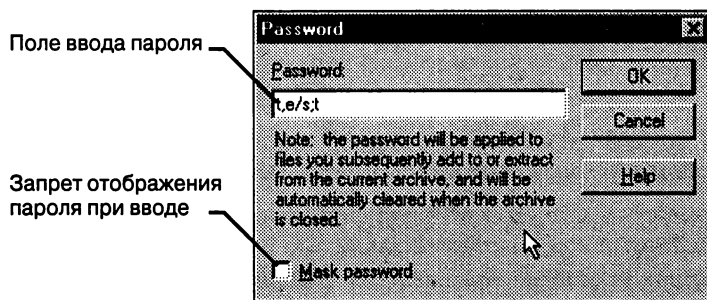 Password
Поле ввода пароля
Password:
t,e/s;t
OK
Cancel
Help
Note: the password will be applied to
files you subsequently add to or extract
from the current archive, and will be
automatically cleared when the archive
is closed.
Запрет отображения
пароля при вводе
Mask password